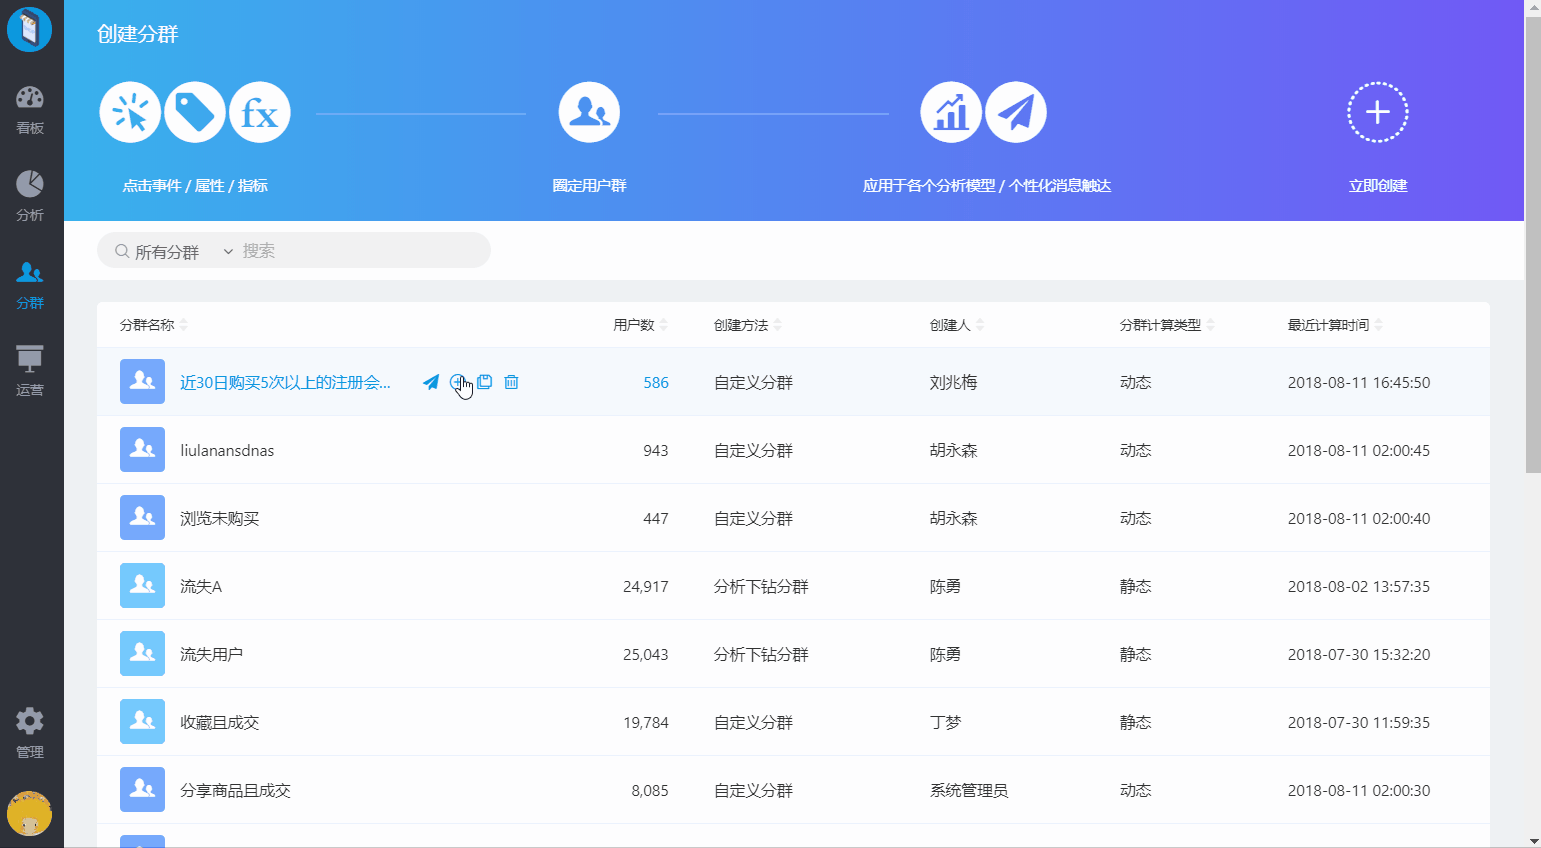 创建分群
fx
点击事件 / 属性 / 指标
圈定用户群
应用于各个分析模型 / 个性化消息触达
立即创建
看板
分析
分群
运营
管理
所有分群 搜索
分群名称 用户数 创建方法 创建人 分群计算类型 最近计算时间
近30日购买5次以上的注册会... 586 自定义分群 刘兆梅 动态 2018-08-11 16:45:50
liulanansdnas 943 自定义分群 胡永森 动态 2018-08-11 02:00:45
浏览未购买 447 自定义分群 胡永森 动态 2018-08-11 02:00:40
流失A 24,917 分析下钻分群 陈勇 静态 2018-08-02 13:57:35
流失用户 25,043 分析下钻分群 陈勇 静态 2018-07-30 15:32:20
收藏且成交 19,784 自定义分群 丁梦 静态 2018-07-30 11:59:35
分享商品且成交 8,085 自定义分群 系统管理员 动态 2018-08-11 02:00:30